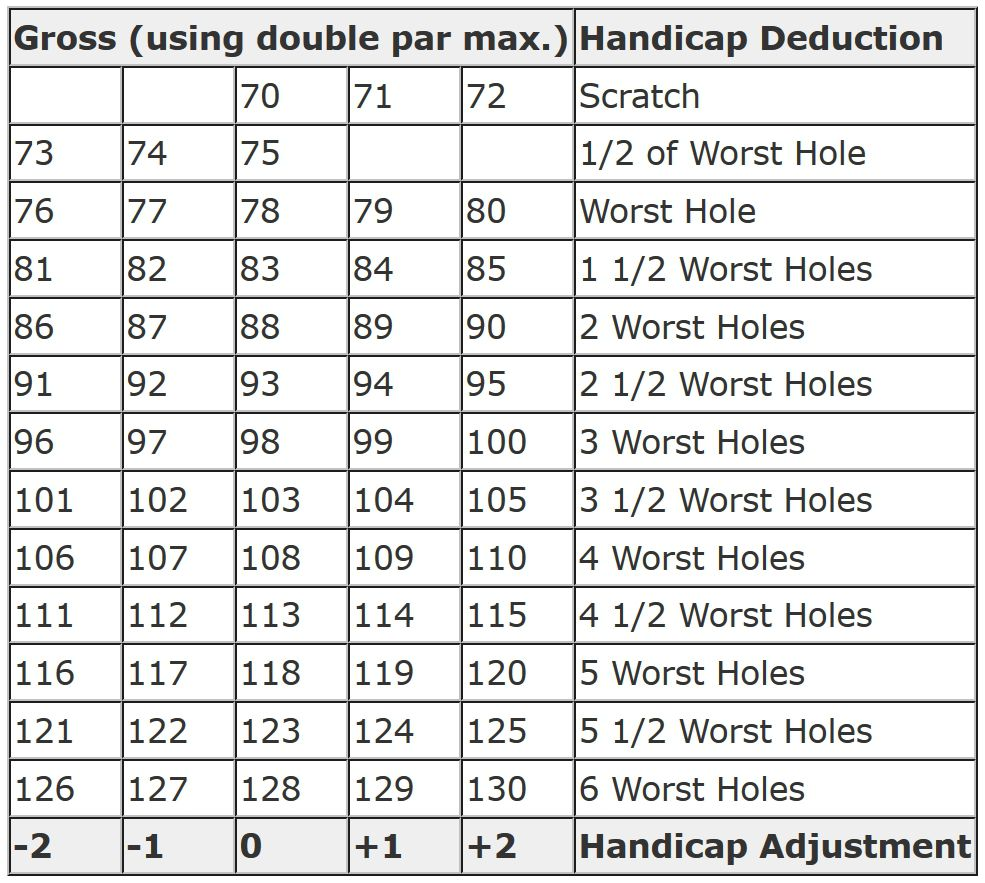 Gross (using double par max.) Handicap Deduction
70 71 72 Scratch
73 74 75 1/2 of Worst Hole
76 77 78 79 80 Worst Hole
81 82 83 84 85 1 1/2 Worst Holes
86 87 88 89 90 2 Worst Holes
91 92 93 94 95 2 1/2 Worst Holes
96 97 98 99 100 3 Worst Holes
101 102 103 104 105 3 1/2 Worst Holes
106 107 108 109 110 4 Worst Holes
111 112 113 114 115 4 1/2 Worst Holes
116 117 118 119 120 5 Worst Holes
121 122 123 124 125 5 1/2 Worst Holes
126 127 128 129 130 6 Worst Holes
-2 -1 0 +1 +2 Handicap Adjustment